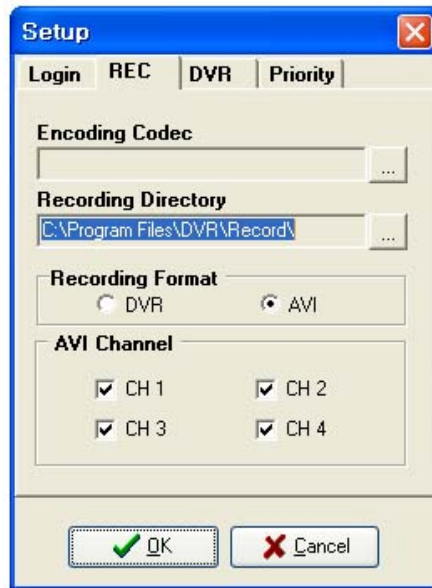 Setup
Login REC DVR Priority
Encoding Codec
...
Recording Directory
C:\Program Files\DVR\Record\
...
Recording Format
DVR AVI
AVI Channel
CH 1 CH 2
CH 3 CH 4
OK Cancel